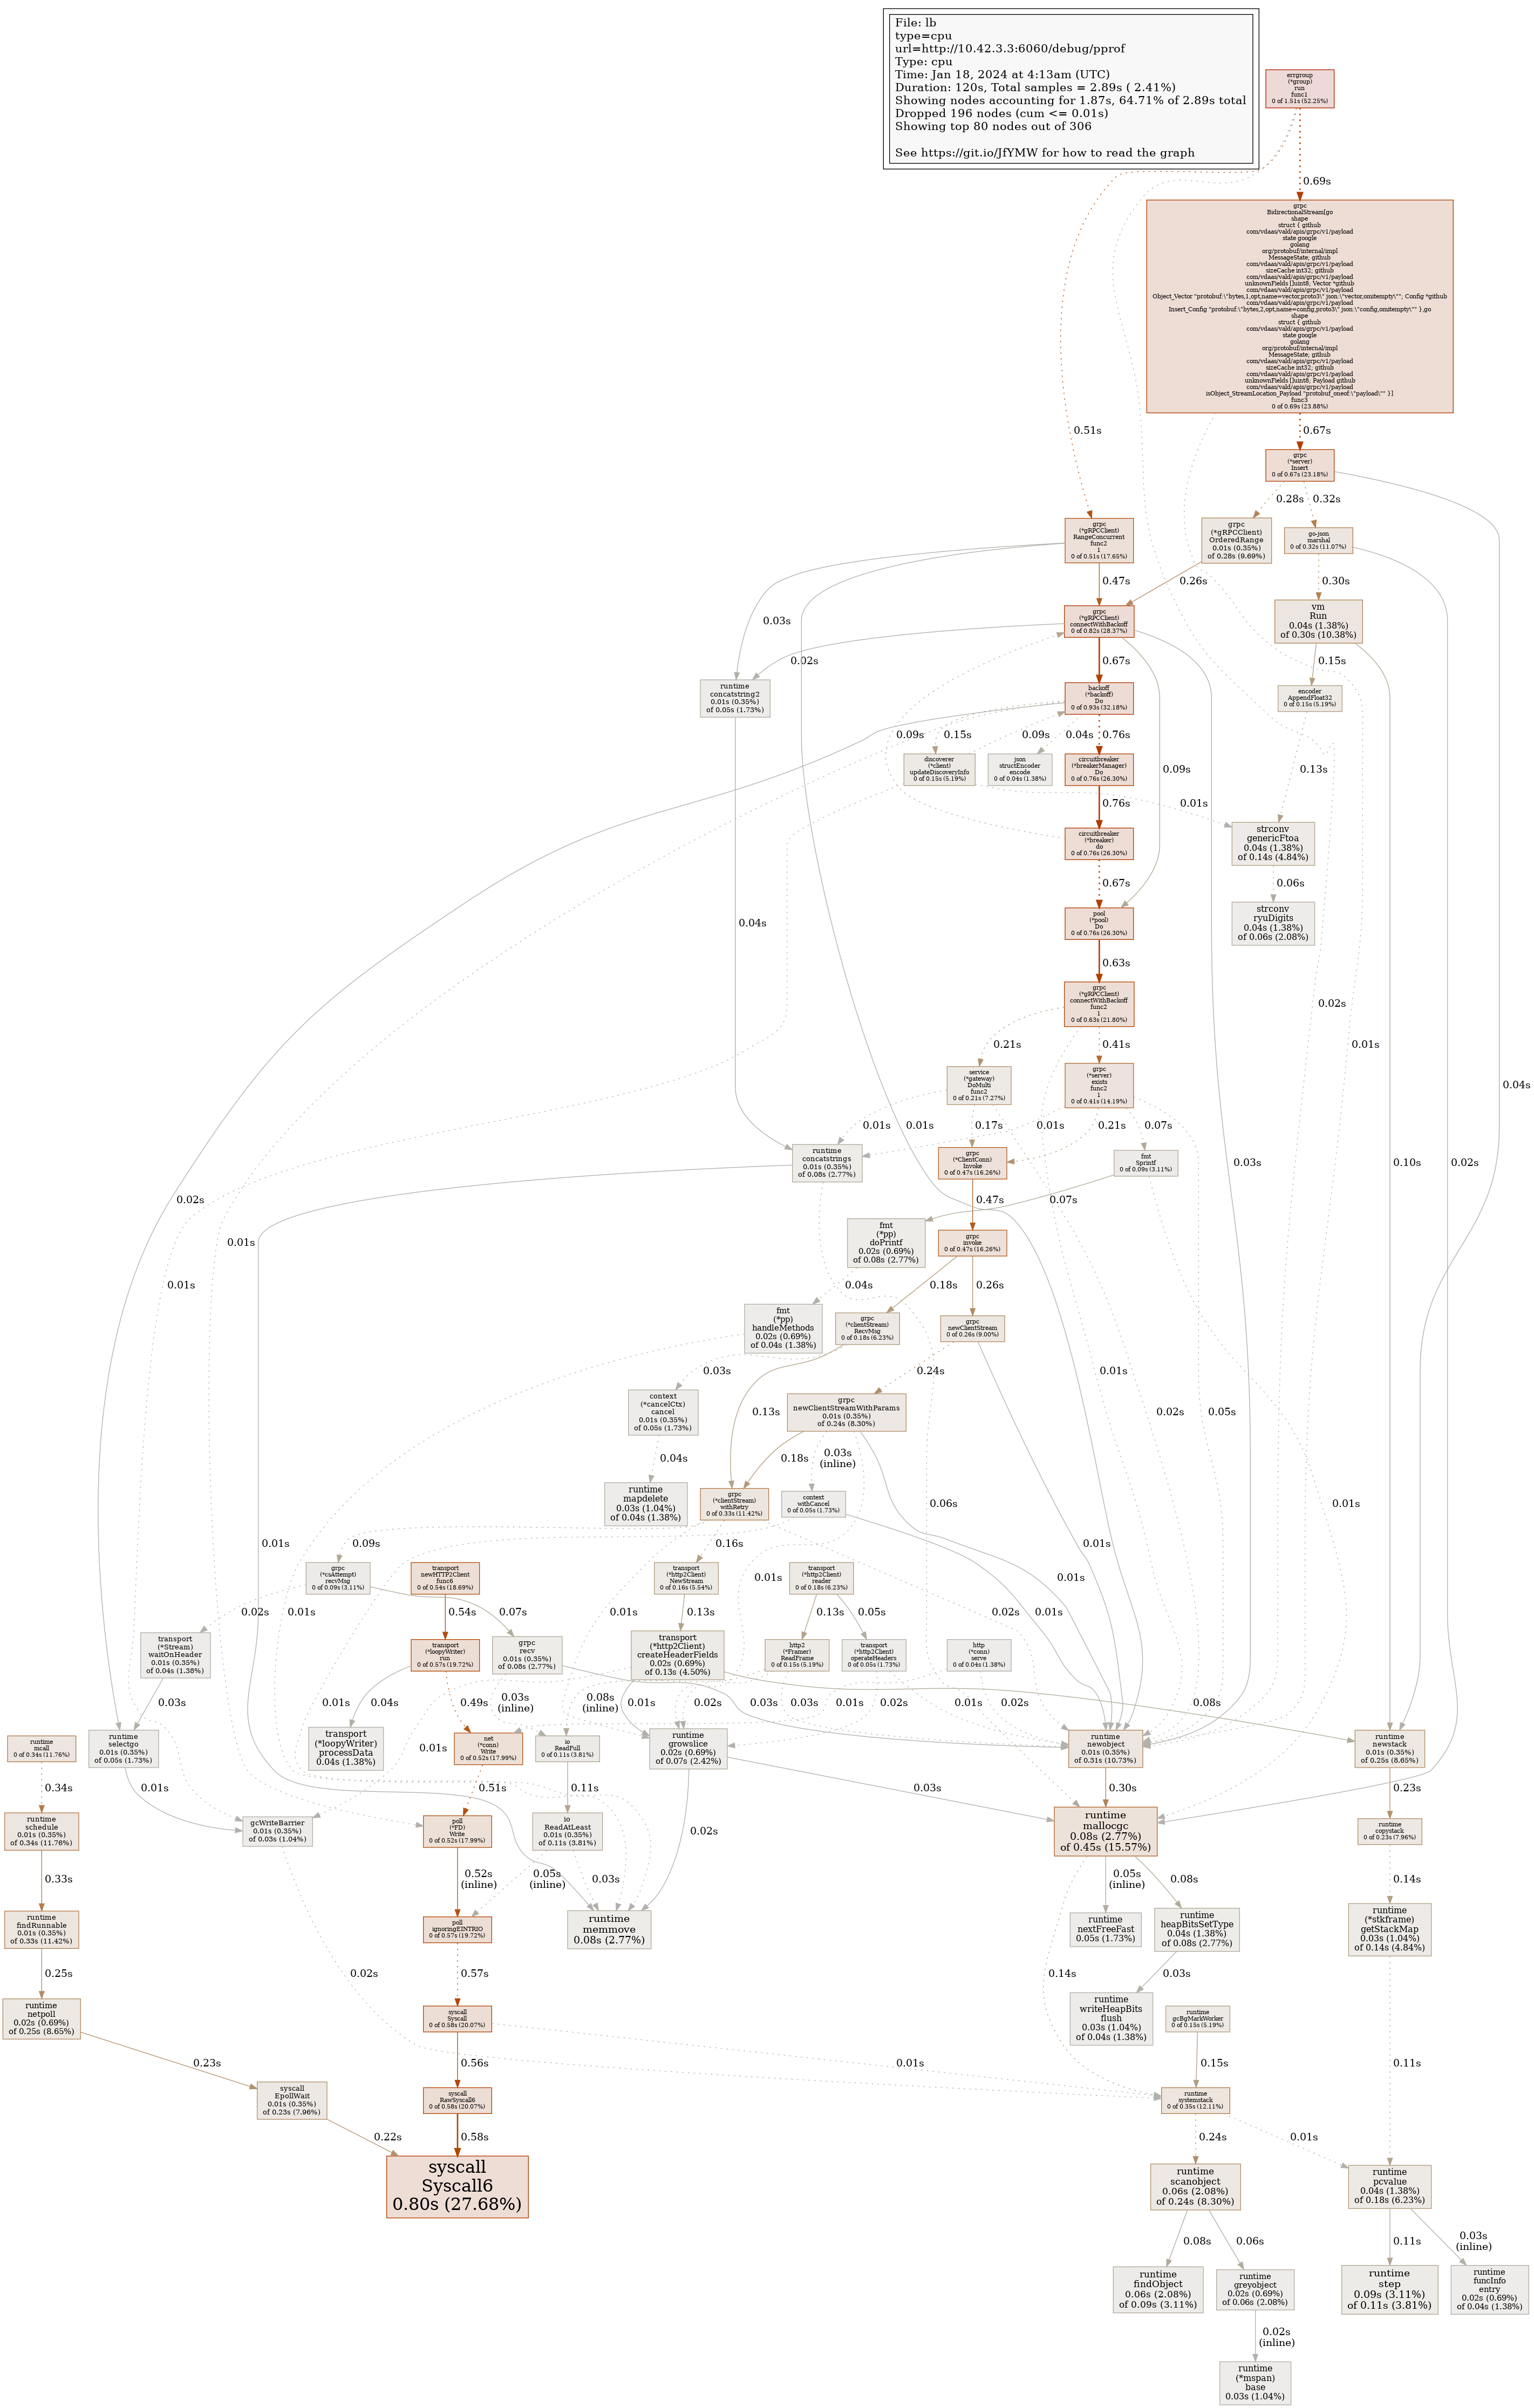 File: lb
type=cpu
url=http://10.42.3.3:6060/debug/pprof
Type: cpu
Time: Jan 18, 2024 at 4:13am (UTC)
Duration: 120s, Total samples = 2.89s ( 2.41%)
Showing nodes accounting for 1.87s, 64.71% of 2.89s total
Dropped 196 nodes (cum <= 0.01s)
Showing top 80 nodes out of 306
See https://git.io/JfYMW for how to read the graph
errgroup
(*group)
run
func1
0 of 1.51s (52.25%)
0.69s
grpc
BidirectionalStream[go
shape
struct { github
com/vdaas/vald/apis/grpc/v1/payload
state google
golang
org/protobuf/internal/impl
MessageState; github
com/vdaas/vald/apis/grpc/v1/payload
sizeCache int32; github
com/vdaas/vald/apis/grpc/v1/payload
unknownFields []uint8; Vector *github
com/vdaas/vald/apis/grpc/v1/payload
Object_Vector "protobuf:\"bytes,1,opt,name=vector,proto3\" json:\"vector,omitempty\""; Config *github
com/vdaas/vald/apis/grpc/v1/payload
Insert_Config "protobuf:\"bytes,2,opt,name=config,proto3\" json:\"config,omitempty\"" },go
shape
struct { github
com/vdaas/vald/apis/grpc/v1/payload
state google
golang
org/protobuf/internal/impl
MessageState; github
com/vdaas/vald/apis/grpc/v1/payload
sizeCache int32; github
com/vdaas/vald/apis/grpc/v1/payload
unknownFields []uint8; Payload github
com/vdaas/vald/apis/grpc/v1/payload
isObject_StreamLocation_Payload "protobuf_oneof:\"payload\"" }]
func3
0 of 0.69s (23.88%)
0.51s
0.67s
grpc
(*server)
Insert
0 of 0.67s (23.18%)
0.28s
0.32s
grpc
(*gRPCClient)
RangeConcurrent
func2
1
0 of 0.51s (17.65%)
grpc
(*gRPCClient)
OrderedRange
0.01s (0.35%)
of 0.28s (9.69%)
go-json
marshal
0 of 0.32s (11.07%)
0.47s
0.26s
0.30s
0.03s
grpc
(*gRPCClient)
connectWithBackoff
0 of 0.82s (28.37%)
vm
Run
0.04s (1.38%)
of 0.30s (10.38%)
0.02s
0.67s
0.15s
runtime
concatstring2
0.01s (0.35%)
of 0.05s (1.73%)
backoff
(*backoff)
Do
0 of 0.93s (32.18%)
encoder
AppendFloat32
0 of 0.15s (5.19%)
0.09s
0.15s
0.09s
0.04s
0.76s
discoverer
(*client)
updateDiscoveryInfo
0 of 0.15s (5.19%)
json
structEncoder
encode
0 of 0.04s (1.38%)
circuitbreaker
(*breakerManager)
Do
0 of 0.76s (26.30%)
0.09s
0.13s
0.76s
0.01s
circuitbreaker
(*breaker)
do
0 of 0.76s (26.30%)
strconv
genericFtoa
0.04s (1.38%)
of 0.14s (4.84%)
0.67s
0.06s
0.04s
pool
(*pool)
Do
0 of 0.76s (26.30%)
strconv
ryuDigits
0.04s (1.38%)
of 0.06s (2.08%)
0.63s
grpc
(*gRPCClient)
connectWithBackoff
func2
1
0 of 0.63s (21.80%)
0.02s
0.21s
0.41s
0.01s
service
(*gateway)
DoMulti
func2
0 of 0.21s (7.27%)
grpc
(*server)
exists
func2
1
0 of 0.41s (14.19%)
0.04s
0.01s
0.17s
0.01s
0.01s
0.21s
0.07s
runtime
concatstrings
0.01s (0.35%)
of 0.08s (2.77%)
grpc
(*ClientConn)
Invoke
0 of 0.47s (16.26%)
fmt
Sprintf
0 of 0.09s (3.11%)
0.03s
0.10s
0.02s
0.02s
0.47s
0.07s
fmt
(*pp)
doPrintf
0.02s (0.69%)
of 0.08s (2.77%)
grpc
invoke
0 of 0.47s (16.26%)
0.01s
0.01s
0.04s
0.18s
0.26s
fmt
(*pp)
handleMethods
0.02s (0.69%)
of 0.04s (1.38%)
grpc
(*clientStream)
RecvMsg
0 of 0.18s (6.23%)
grpc
newClientStream
0 of 0.26s (9.00%)
0.03s
0.24s
0.01s
context
(*cancelCtx)
cancel
0.01s (0.35%)
of 0.05s (1.73%)
0.13s
grpc
newClientStreamWithParams
0.01s (0.35%)
of 0.24s (8.30%)
0.02s
0.05s
0.04s
0.18s
0.03s
(inline)
runtime
mapdelete
0.03s (1.04%)
of 0.04s (1.38%)
grpc
(*clientStream)
withRetry
0 of 0.33s (11.42%)
context
withCancel
0 of 0.05s (1.73%)
0.06s
0.01s
0.01s
0.09s
0.16s
0.01s
grpc
(*csAttempt)
recvMsg
0 of 0.09s (3.11%)
transport
newHTTP2Client
func6
0 of 0.54s (18.69%)
transport
(*http2Client)
NewStream
0 of 0.16s (5.54%)
0.01s
transport
(*http2Client)
reader
0 of 0.18s (6.23%)
0.01s
0.02s
0.01s
0.54s
0.07s
0.01s
0.13s
0.13s
0.05s
0.02s
0.01s
transport
(*Stream)
waitOnHeader
0.01s (0.35%)
of 0.04s (1.38%)
transport
(*loopyWriter)
run
0 of 0.57s (19.72%)
grpc
recv
0.01s (0.35%)
of 0.08s (2.77%)
transport
(*http2Client)
createHeaderFields
0.02s (0.69%)
of 0.13s (4.50%)
http2
(*Framer)
ReadFrame
0 of 0.15s (5.19%)
transport
(*http2Client)
operateHeaders
0 of 0.05s (1.73%)
http
(*conn)
serve
0 of 0.04s (1.38%)
0.03s
0.01s
0.04s
0.49s
0.03s
(inline)
0.08s
(inline)
0.01s
0.02s
0.03s
0.03s
0.01s
0.02s
0.01s
0.02s
0.08s
runtime
mcall
0 of 0.34s (11.76%)
runtime
selectgo
0.01s (0.35%)
of 0.05s (1.73%)
transport
(*loopyWriter)
processData
0.04s (1.38%)
0.01s
net
(*conn)
Write
0 of 0.52s (17.99%)
io
ReadFull
0 of 0.11s (3.81%)
runtime
growslice
0.02s (0.69%)
of 0.07s (2.42%)
runtime
newobject
0.01s (0.35%)
of 0.31s (10.73%)
runtime
newstack
0.01s (0.35%)
of 0.25s (8.65%)
0.34s
0.01s
0.51s
0.11s
0.03s
0.30s
0.23s
runtime
schedule
0.01s (0.35%)
of 0.34s (11.76%)
gcWriteBarrier
0.01s (0.35%)
of 0.03s (1.04%)
poll
(*FD)
Write
0 of 0.52s (17.99%)
io
ReadAtLeast
0.01s (0.35%)
of 0.11s (3.81%)
0.02s
runtime
mallocgc
0.08s (2.77%)
of 0.45s (15.57%)
runtime
copystack
0 of 0.23s (7.96%)
0.33s
0.52s
(inline)
0.05s
(inline)
0.03s
0.05s
(inline)
0.08s
0.14s
runtime
findRunnable
0.01s (0.35%)
of 0.33s (11.42%)
poll
ignoringEINTRIO
0 of 0.57s (19.72%)
runtime
memmove
0.08s (2.77%)
runtime
nextFreeFast
0.05s (1.73%)
runtime
heapBitsSetType
0.04s (1.38%)
of 0.08s (2.77%)
runtime
(*stkframe)
getStackMap
0.03s (1.04%)
of 0.14s (4.84%)
0.25s
0.02s
0.57s
0.14s
0.03s
runtime
netpoll
0.02s (0.69%)
of 0.25s (8.65%)
syscall
Syscall
0 of 0.58s (20.07%)
runtime
writeHeapBits
flush
0.03s (1.04%)
of 0.04s (1.38%)
runtime
gcBgMarkWorker
0 of 0.15s (5.19%)
0.23s
0.56s
0.01s
0.15s
0.11s
syscall
EpollWait
0.01s (0.35%)
of 0.23s (7.96%)
syscall
RawSyscall6
0 of 0.58s (20.07%)
runtime
systemstack
0 of 0.35s (12.11%)
0.22s
0.58s
0.24s
0.01s
syscall
Syscall6
0.80s (27.68%)
runtime
scanobject
0.06s (2.08%)
of 0.24s (8.30%)
runtime
pcvalue
0.04s (1.38%)
of 0.18s (6.23%)
0.08s
0.06s
0.11s
0.03s
(inline)
runtime
findObject
0.06s (2.08%)
of 0.09s (3.11%)
runtime
greyobject
0.02s (0.69%)
of 0.06s (2.08%)
runtime
step
0.09s (3.11%)
of 0.11s (3.81%)
runtime
funcInfo
entry
0.02s (0.69%)
of 0.04s (1.38%)
0.02s
(inline)
runtime
(*mspan)
base
0.03s (1.04%)